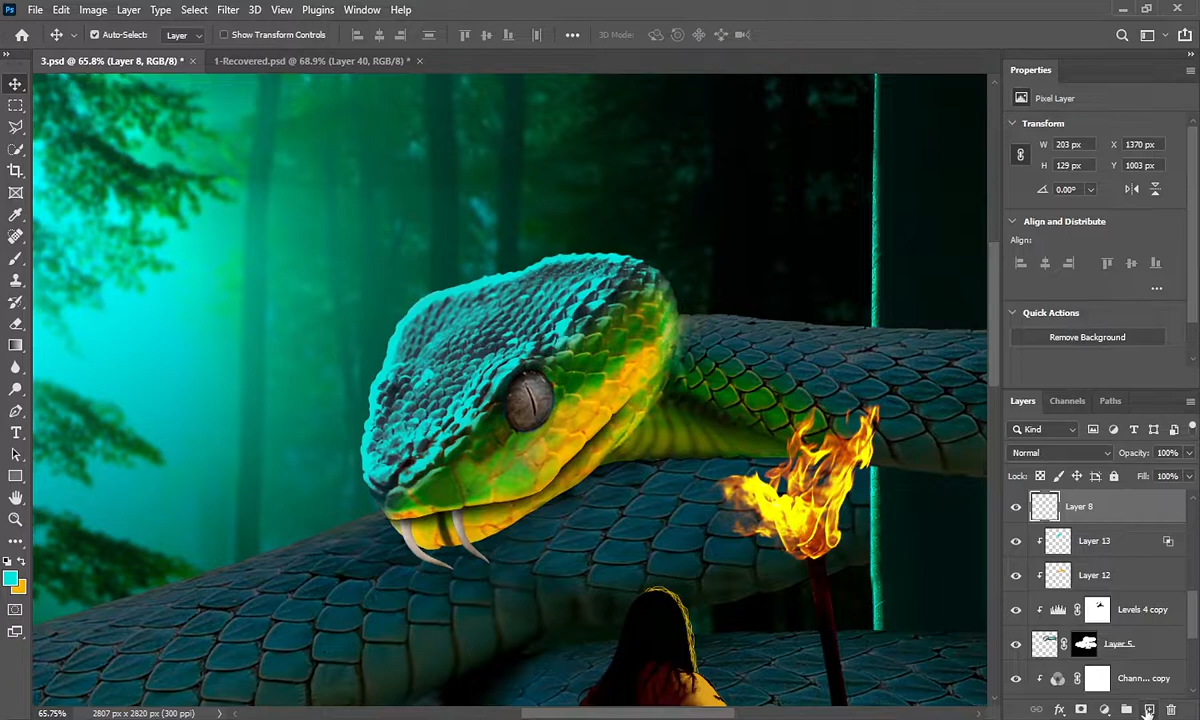 Ps File Edit Image Layer Type Select Filter 3D View Plugins Window Help
Auto-Select: Layer Show Transform Controls 3D Mode:
3.psd @ 65.8% (Layer 8, RGB/8) * × 1-Recovered.psd @ 68.9% (Layer 40, RGB/8) * ×
Properties
Pixel Layer
Transform
W 203 px X 1370 px
H 129 px Y 1003 px
0.00°
Align and Distribute
Align:
Quick Actions
Remove Background
Layers Channels Paths
Kind
Normal Opacity: 100%
Lock: Fill: 100%
Layer 8
Layer 13
Layer 12
Levels 4 copy
Layer 5
Chann... copy
65.75% 2807 px x 2820 px (300 ppi)